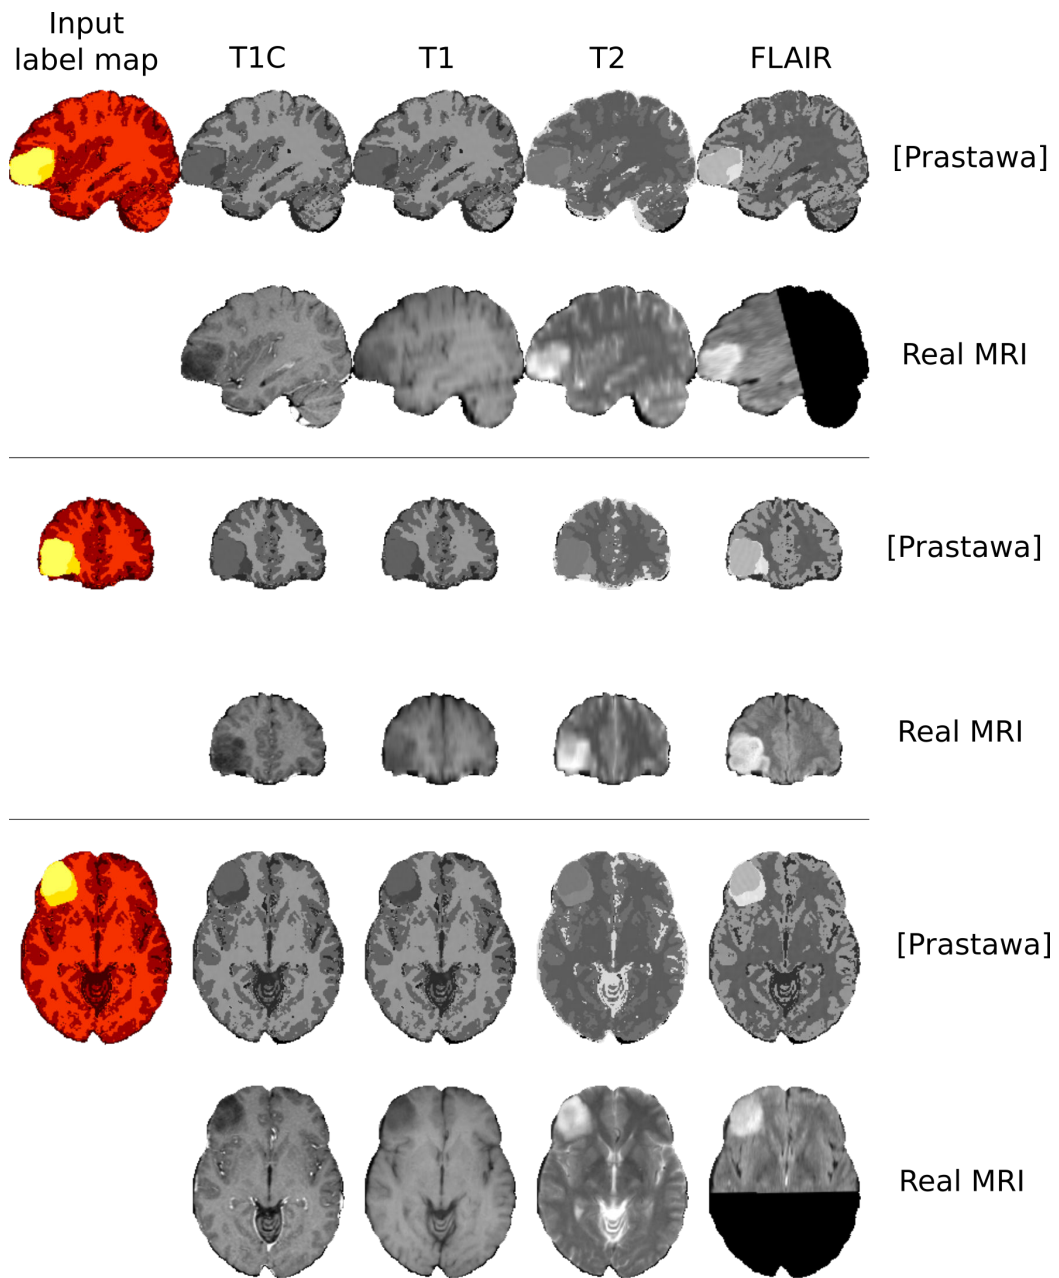 Input
label map
T1C
T1
T2
FLAIR
[Prastawa]
Real MRI
[Prastawa]
Real MRI
[Prastawa]
Real MRI